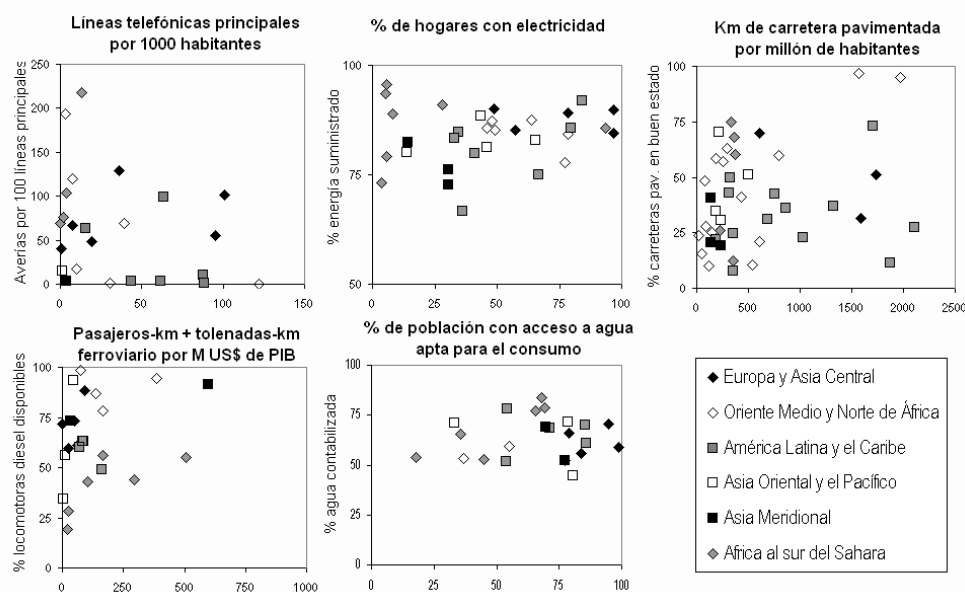 Líneas telefónicas principales
por 1000 habitantes
Averías por 100 líneas principales
250
200
150
100
50
0
0 50 100 150
% de hogares con electricidad
% energía suministrado
100
75
50
0 25 50 75 100
Km de carretera pavimentada
por millón de habitantes
% carreteras pav. en buen estado
100
75
50
25
0
0 500 1000 1500 2000 2500
Pasajeros-km + tolenadas-km
ferroviario por M US$ de PIB
% locomotoras diesel disponibles
100
75
50
25
0
0 250 500 750 1000
% de población con acceso a agua
apta para el consumo
% agua contabilizada
100
75
50
25
0
0 25 50 75 100
Europa y Asia Central
Oriente Medio y Norte de África
América Latina y el Caribe
Asia Oriental y el Pacífico
Asia Meridional
Africa al sur del Sahara